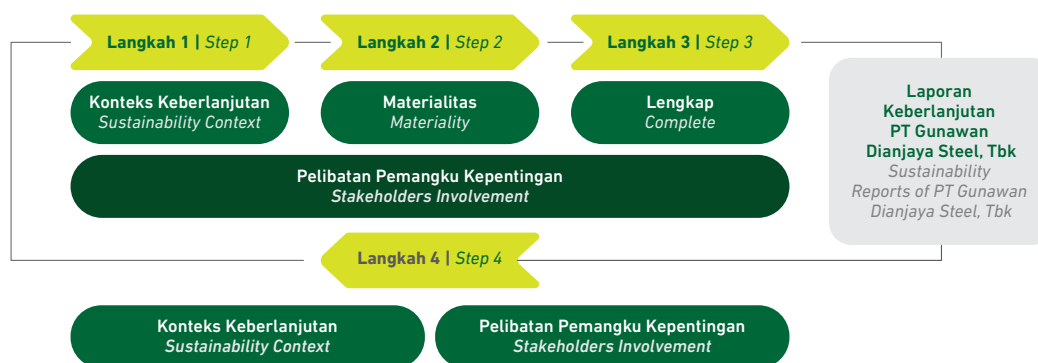 Langkah 1 | Step 1
Langkah 2 | Step 2
Langkah 3 | Step 3
Konteks Keberlanjutan
Sustainability Context
Materialitas
Materiality
Lengkap
Complete
Pelibatan Pemangku Kepentingan
Stakeholders Involvement
Laporan
Keberlanjutan
PT Gunawan
Dianjaya Steel, Tbk
Sustainability
Reports of PT Gunawan
Dianjaya Steel, Tbk
Langkah 4 | Step 4
Konteks Keberlanjutan
Sustainability Context
Pelibatan Pemangku Kepentingan
Stakeholders Involvement